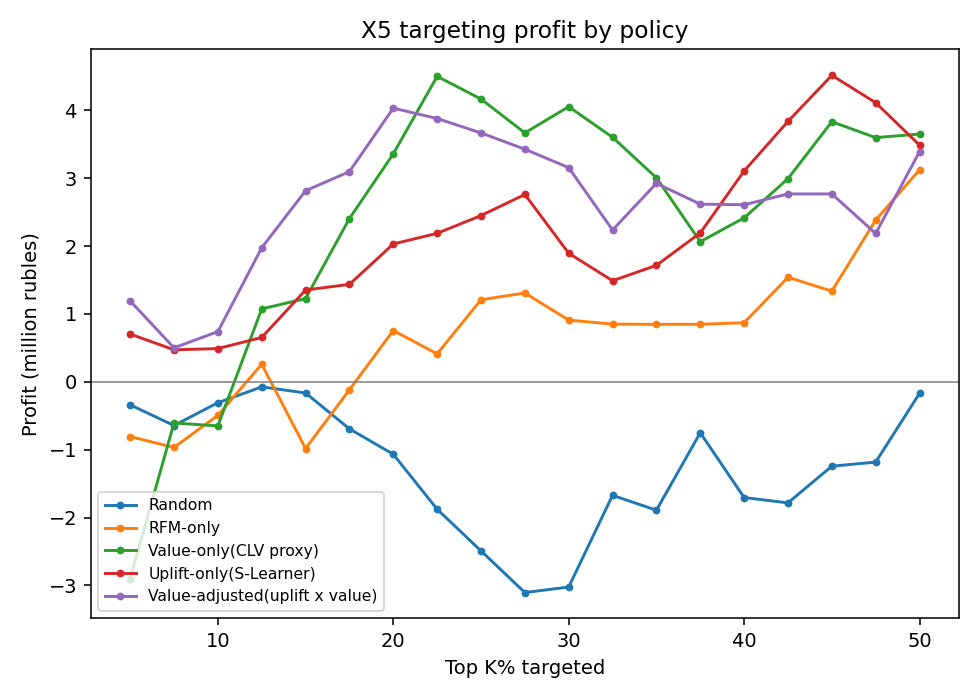 X5 targeting profit by policy
Profit (million rubles)
4
3
2
1
0
−1
−2
−3
Random
RFM-only
Value-only(CLV proxy)
Uplift-only(S-Learner)
Value-adjusted(uplift x value)
10
20
30
40
50
Top K% targeted